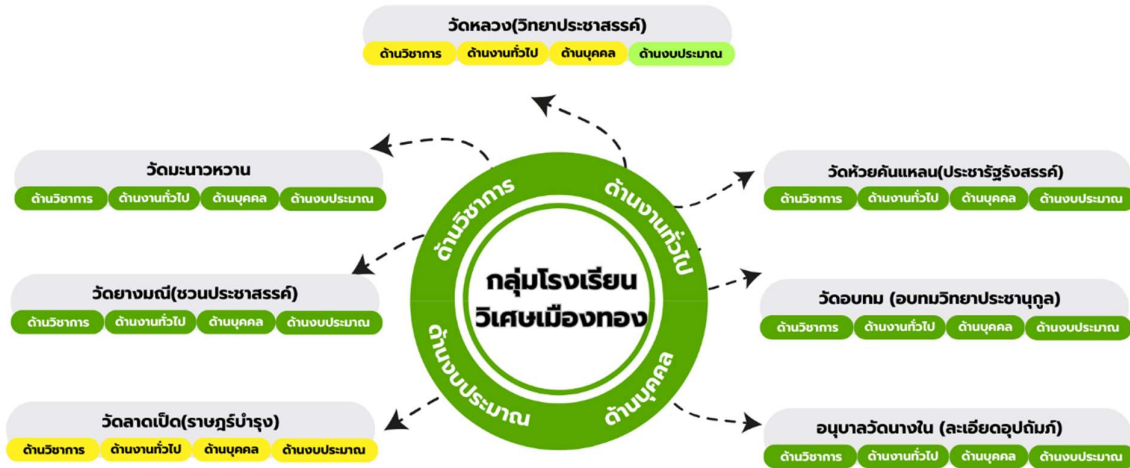 วัดหลวง(วิทยาประชาสรรค์)
ด้านวิชาการ ด้านงานทั่วไป ด้านบุคคล ด้านงบประมาณ
วัดมะนาวหวาน
ด้านวิชาการ ด้านงานทั่วไป ด้านบุคคล ด้านงบประมาณ
วัดห้วยคันแหลน(ประชารัฐรังสรรค์)
ด้านวิชาการ ด้านงานทั่วไป ด้านบุคคล ด้านงบประมาณ
ด้านวิชาการ
ด้านงานทั่วไป
กลุ่มโรงเรียน
วิเศษเมืองทอง
ด้านงบประมาณ
ด้านบุคคล
วัดยางมณี(ชวนประชาสรรค์)
ด้านวิชาการ ด้านงานทั่วไป ด้านบุคคล ด้านงบประมาณ
วัดอบทม (อบทมวิทยาประชานุกูล)
ด้านวิชาการ ด้านงานทั่วไป ด้านบุคคล ด้านงบประมาณ
วัดลาดเป็ด(ราษฎร์บำรุง)
ด้านวิชาการ ด้านงานทั่วไป ด้านบุคคล ด้านงบประมาณ
อนุบาลวัดนางใน (ละเอียดอุปถัมภ์)
ด้านวิชาการ ด้านงานทั่วไป ด้านบุคคล ด้านงบประมาณ